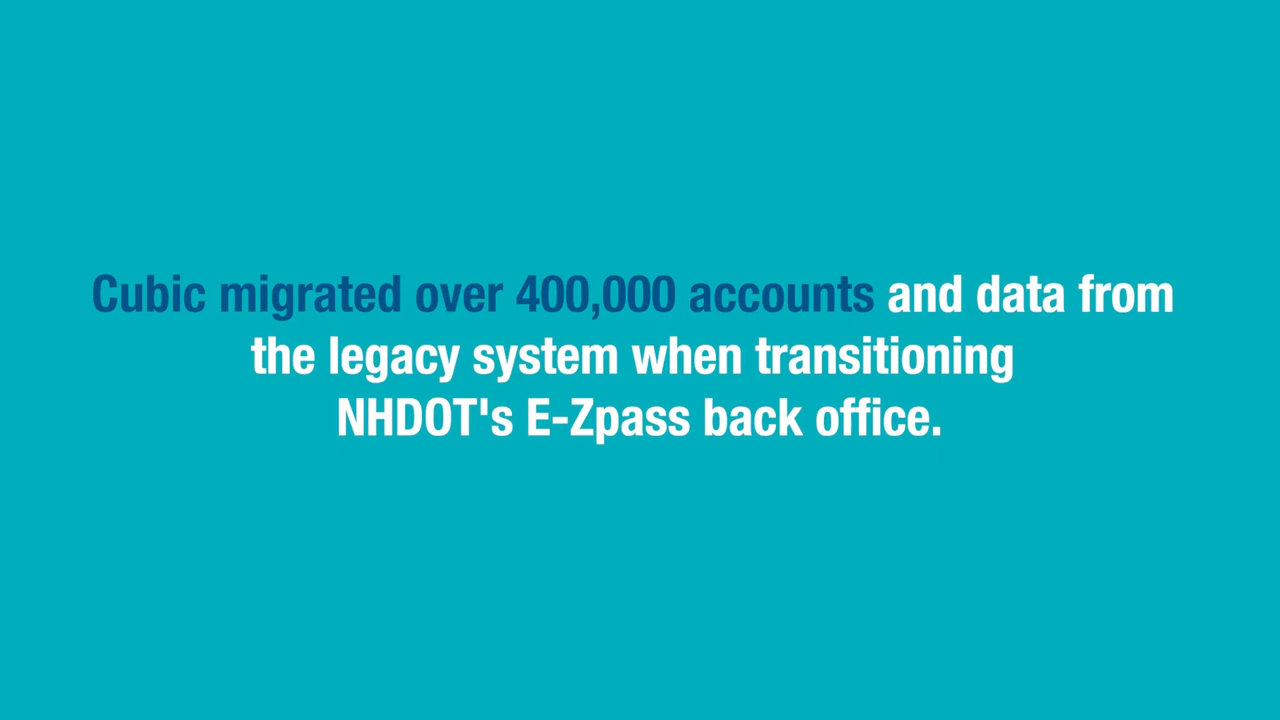 Cubic migrated over 400,000 accounts and data from
the legacy system when transitioning
NHDOT's E-Zpass back office.